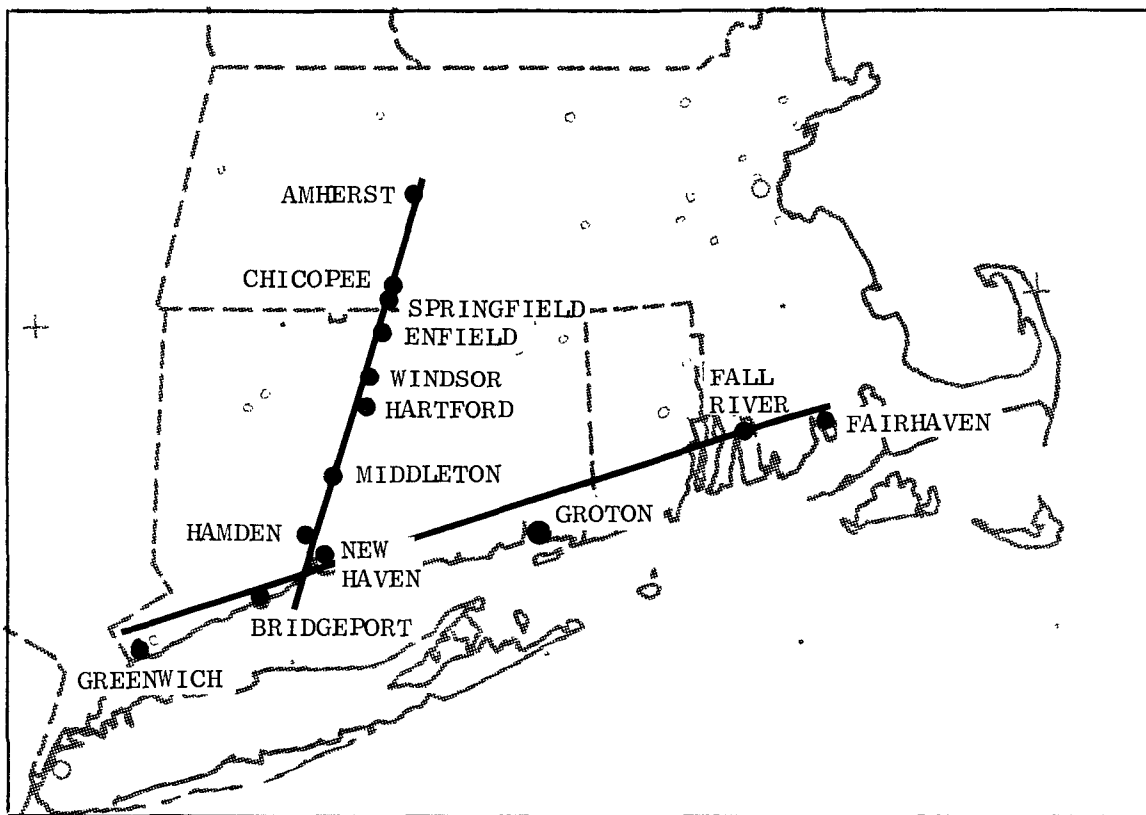 AMHERST
CHICOPEE
SPRINGFIELD
ENFIELD
WINDSOR
HARTFORD
FALL
RIVER
FAIRHAVEN
MIDDLETON
GROTON
HAMDEN
NEW
HAVEN
BRIDGEPORT
GREENWICH